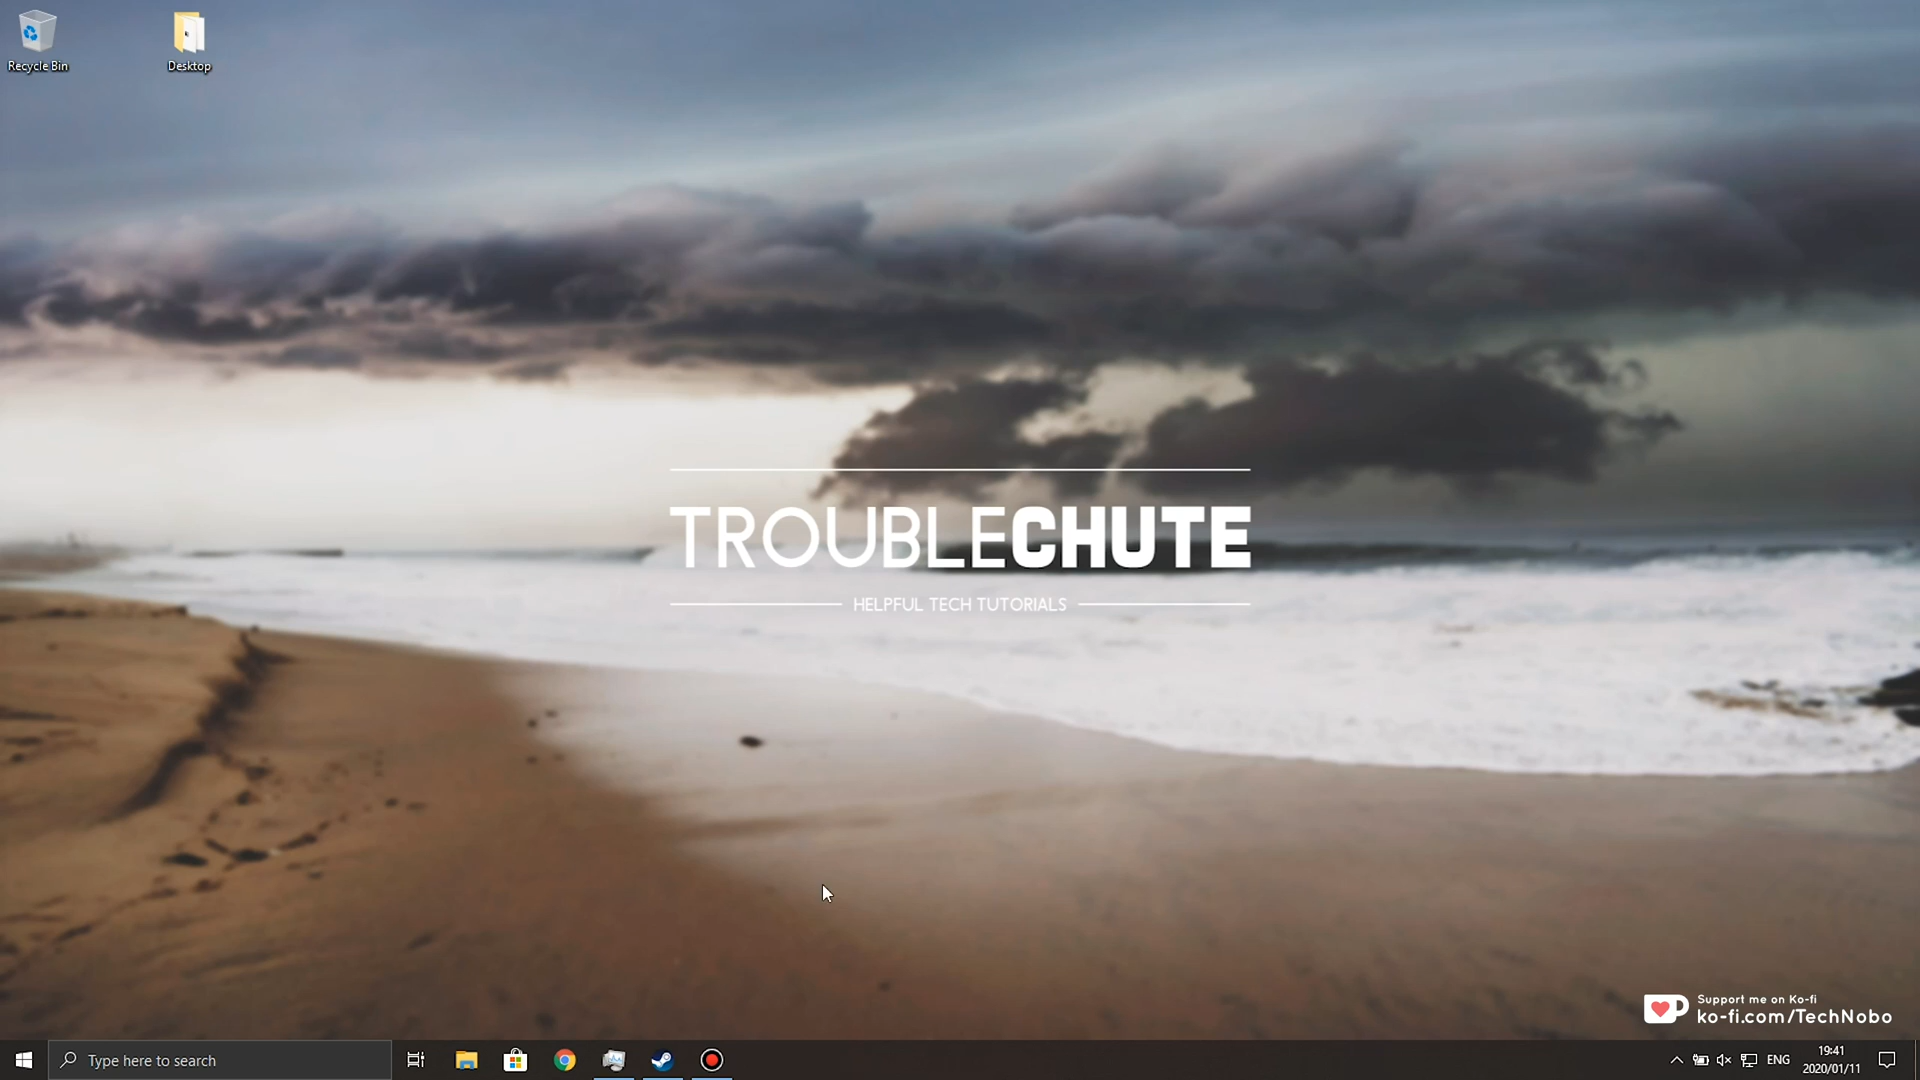 Recycle Bin
Desktop
TROUBLECHUTE
HELPFUL TECH TUTORIALS
Support me on Ko-fi
ko-fi.com/TechNobo
Type here to search
ENG
19:41
2020/01/11